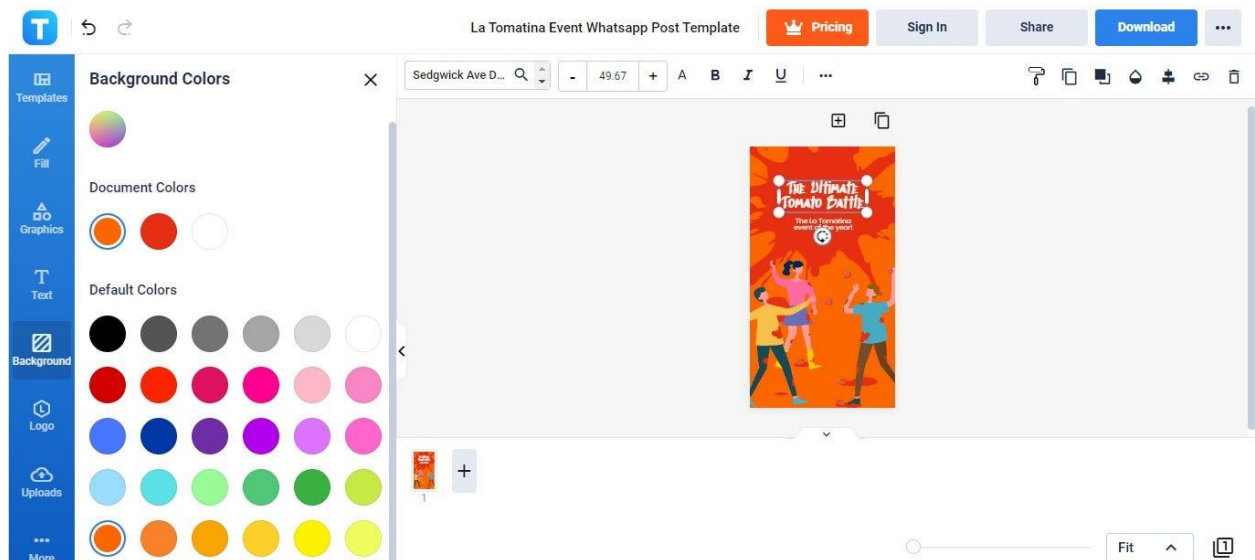 T
La Tomatina Event Whatsapp Post Template
Pricing
Sign In
Share
Download
Templates
Fill
Graphics
T
Text
Background
Logo
Uploads
More
Background Colors
Document Colors
Default Colors
Sedgwick Ave D...
- 49.67 +
A B I U
The Ultimate
Tomato Battle!
The La Tomatina
event of the year!
1
Fit
1